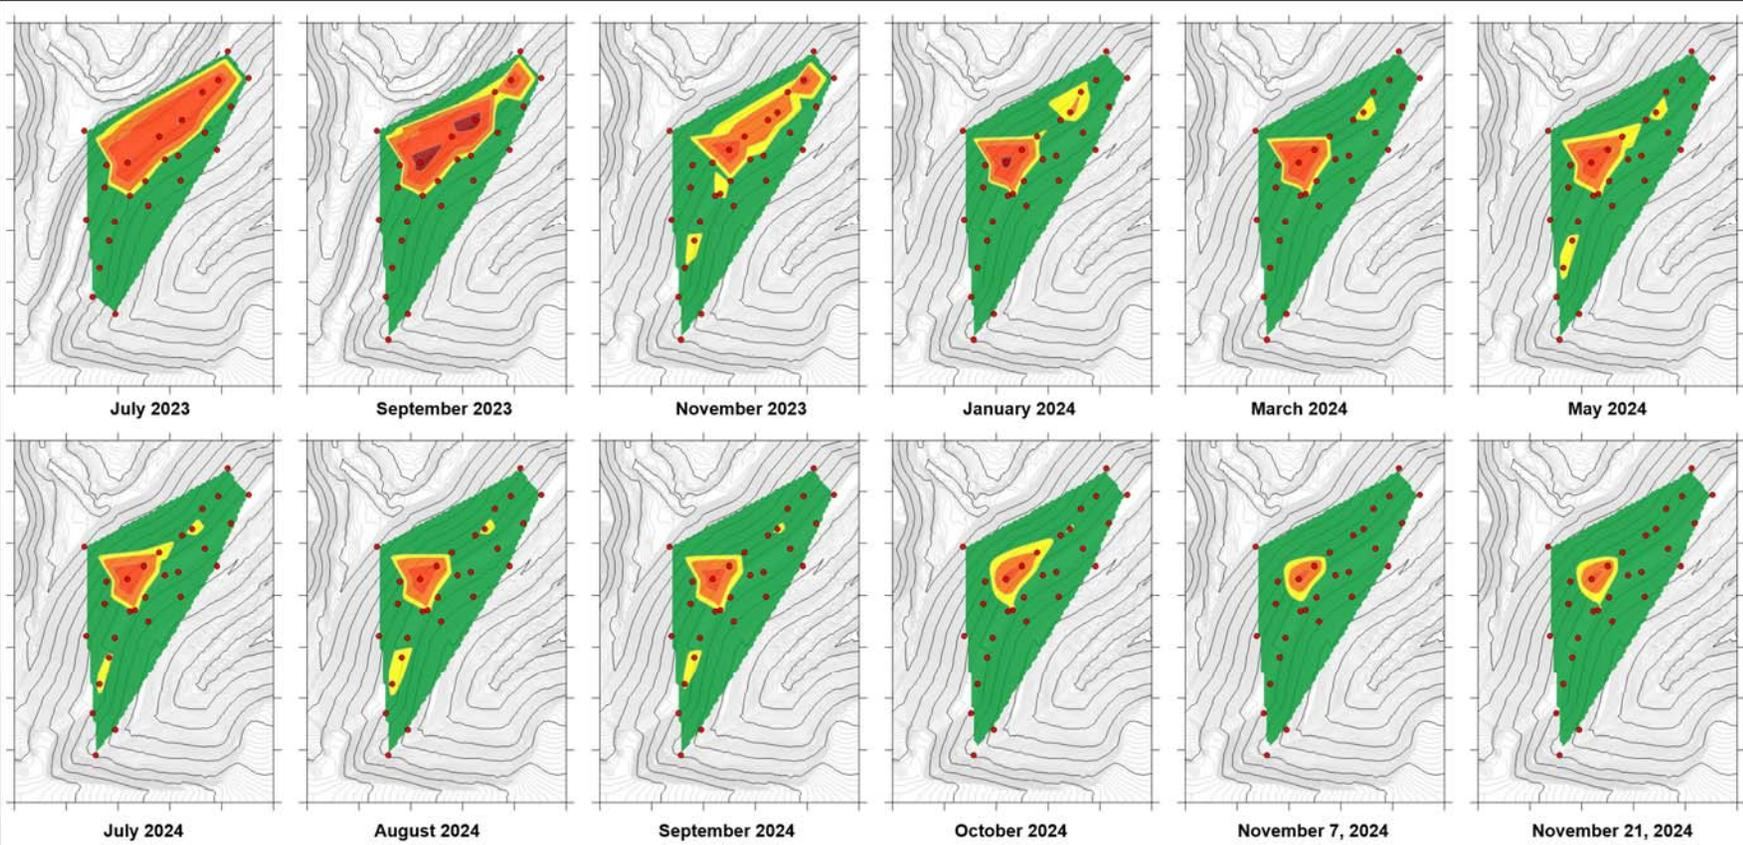 July 2023
September 2023
November 2023
January 2024
March 2024
May 2024
July 2024
August 2024
September 2024
October 2024
November 7, 2024
November 21, 2024